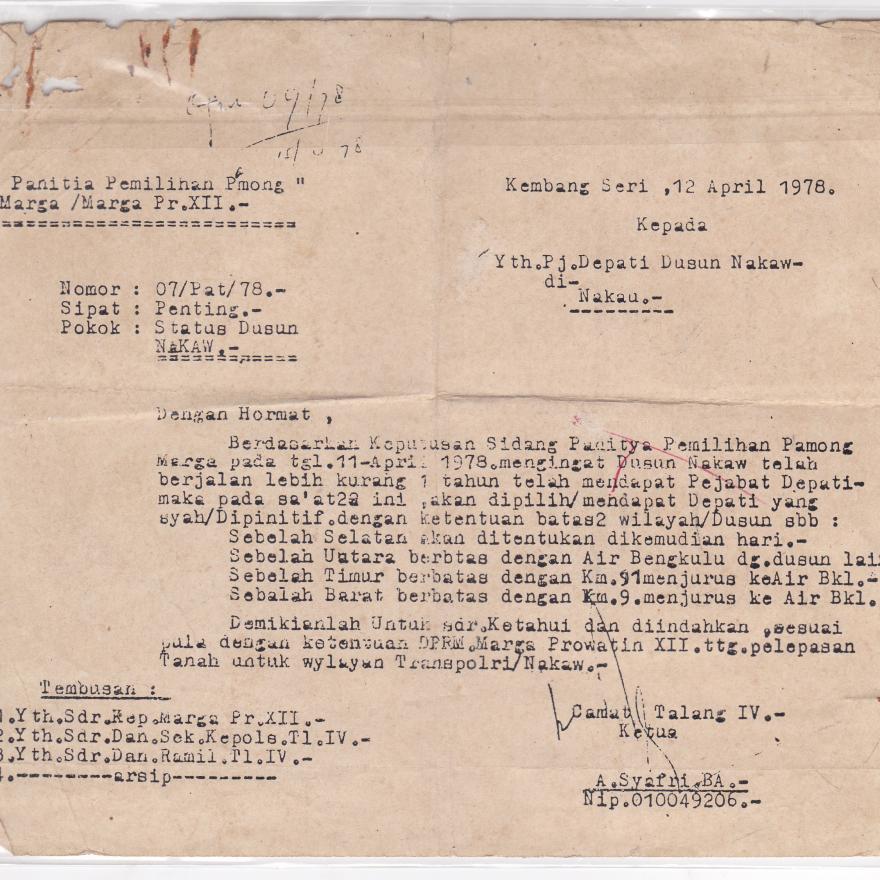 09/78
78
Panitia Pemilihan Pmong "
Marga /Marga Pr.XII.-
Kembang Seri ,12 April 1978.
Kepada
Yth.Pj.Depati Dusun Nakaw-
di-
Nakau.-
Nomor : 07/Pat/78.-
Sipat : Penting.-
Pokok : Status Dusun
NaKAW.-
Dengan Hormat ,
Berdasarkan Keputusan Sidang Panitya Pemilihan Pamong
Marga pada tgl.11-April 1978.mengingat Dusun Nakaw telah
berjalan lebih kurang 1 tahun telah mendapat Pejabat Depati-
maka pada sa'at22 ini ,akan dipilih/mendapat Depati yang
syah/Dipinitif.dengan ketentuan batas2 wilayah/Dusun sbb :
Sebelah Selatan akan ditentukan dikemudian hari.-
Sebelah Untara berbtas dengan Air Bengkulu dg.dusun lai
Sebelah Timur berbatas dengan Km.91menjurus keAir Bkl.-
Sebalah Barat berbatas dengan Km.9.menjurus ke Air Bkl.
Demikianlah Untuk sdr.Ketahui dan diindahkan ,sesuai
pula dengan ketentuan DPRM.Marga Prowatin XII.ttg.pelepasan
Tanah untuk wylayan Transpolri/Nakaw.-
Tembusan :
1.Yth.Sdr.Kep.Marga Pr.XII.-
2.Yth.Sdr.Dan.Sek.Kepols.Tl.IV.-
3.Yth.Sdr.Dan.Ramil.Tl.IV.-
4.---------arsip---------
Camat Talang IV.-
Ketua
A.Syafri.BA.-
Nip.010049206.-